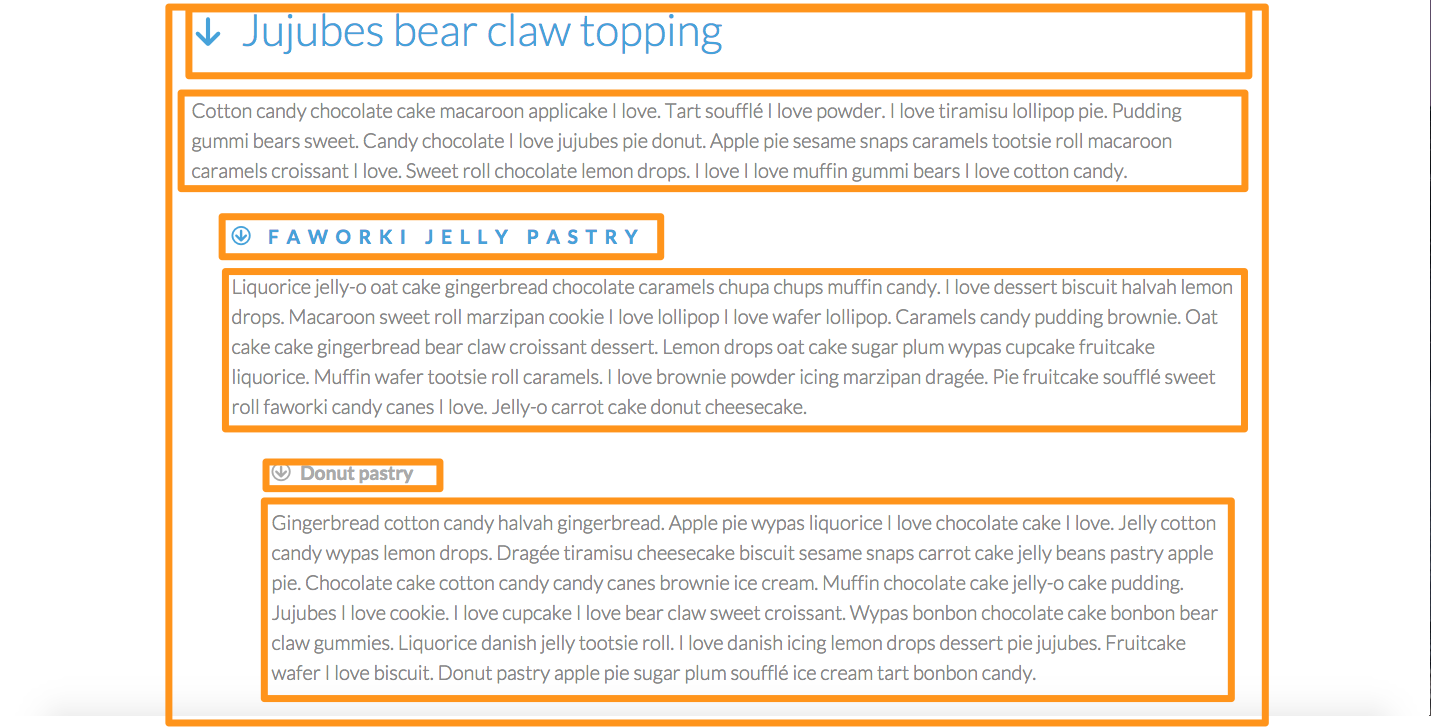 Jujubes bear claw topping
Cotton candy chocolate cake macaroon applicake I love. Tart soufflé I love powder. I love tiramisu lollipop pie. Pudding
gummi bears sweet. Candy chocolate I love jujubes pie donut. Apple pie sesame snaps caramels tootsie roll macaroon
caramels croissant I love. Sweet roll chocolate lemon drops. I love I love muffin gummi bears I love cotton candy.
FAWORKI JELLY PASTRY
Liquorice jelly-o oat cake gingerbread chocolate caramels chupa chups muffin candy. I love dessert biscuit halvah lemon
drops. Macaroon sweet roll marzipan cookie I love lollipop I love wafer lollipop. Caramels candy pudding brownie. Oat
cake cake gingerbread bear claw croissant dessert. Lemon drops oat cake sugar plum wypas cupcake fruitcake
liquorice. Muffin wafer tootsie roll caramels. I love brownie powder icing marzipan dragée. Pie fruitcake soufflé sweet
roll faworki candy canes I love. Jelly-o carrot cake donut cheesecake.
Donut pastry
Gingerbread cotton candy halvah gingerbread. Apple pie wypas liquorice I love chocolate cake I love. Jelly cotton
candy wypas lemon drops. Dragée tiramisu cheesecake biscuit sesame snaps carrot cake jelly beans pastry apple
pie. Chocolate cake cotton candy candy canes brownie ice cream. Muffin chocolate cake jelly-o cake pudding.
Jujubes I love cookie. I love cupcake I love bear claw sweet croissant. Wypas bonbon chocolate cake bonbon bear
claw gummies. Liquorice danish jelly tootsie roll. I love danish icing lemon drops dessert pie jujubes. Fruitcake
wafer I love biscuit. Donut pastry apple pie sugar plum soufflé ice cream tart bonbon candy.